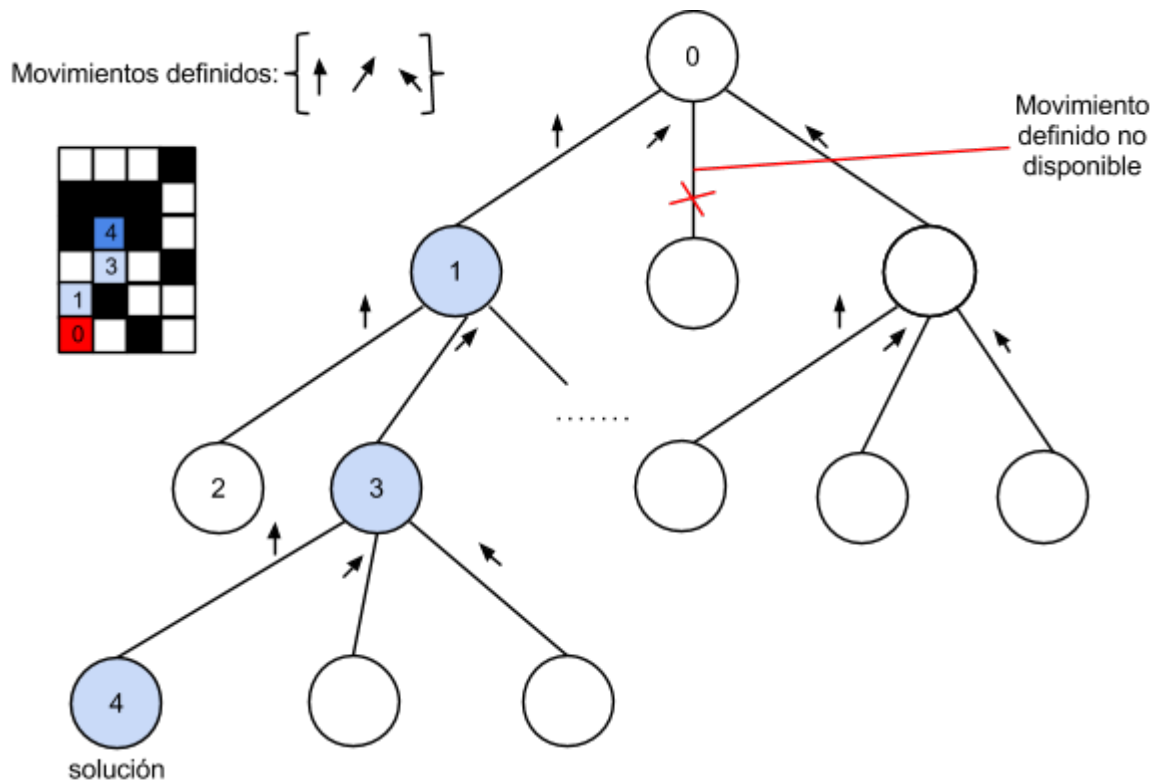 0
Movimientos definidos:
Movimiento
definido no
disponible
4
3
1
0
1
.......
2
3
4
solución